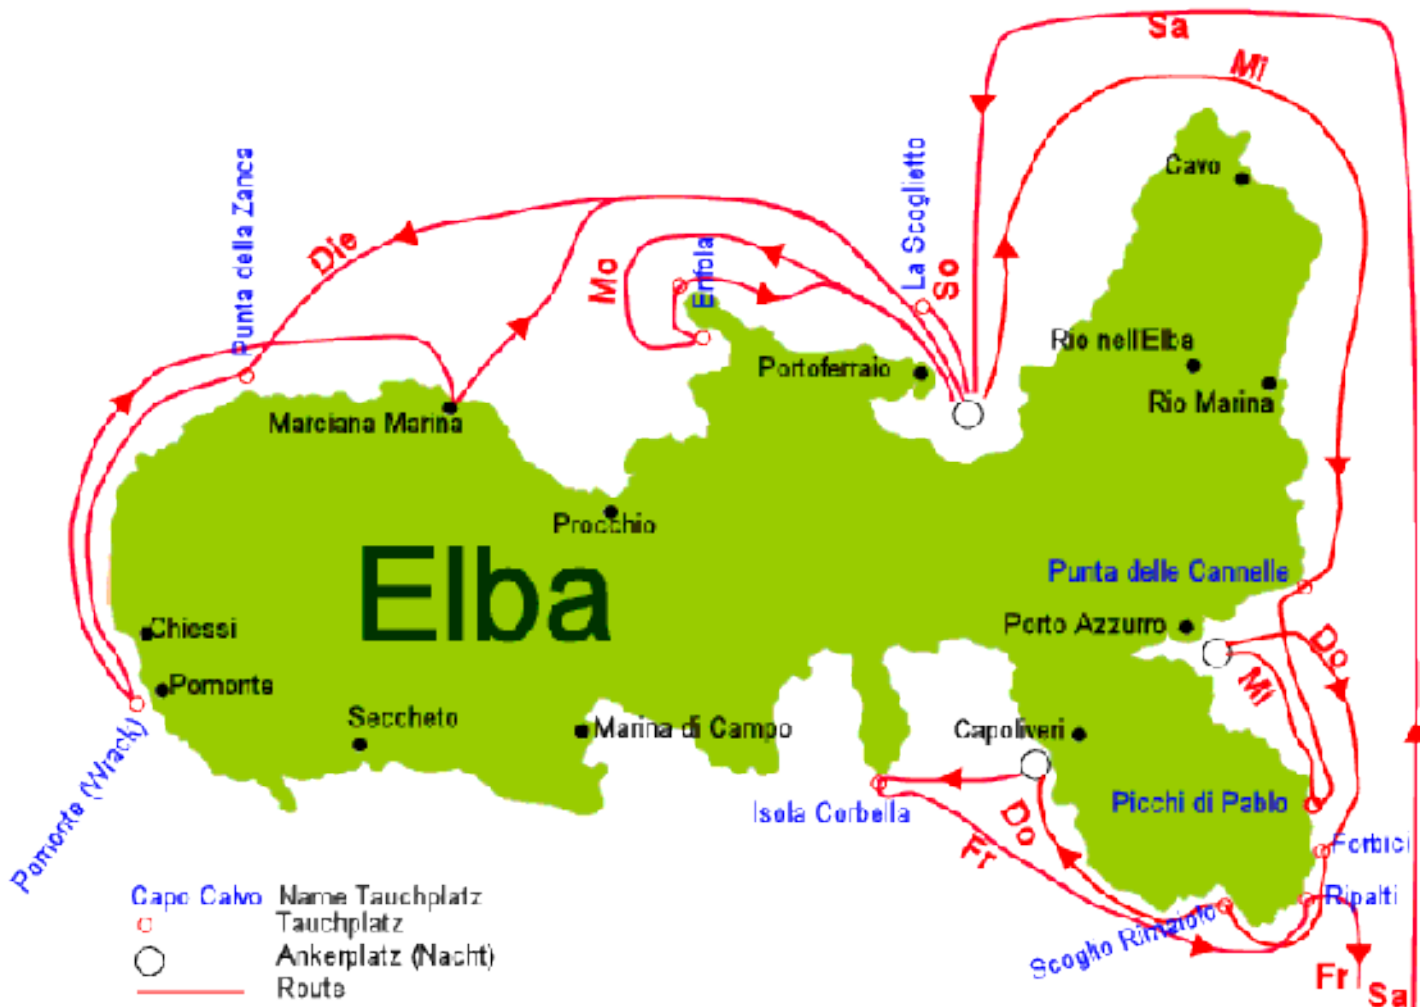 Sa
Mi
Cavo
La Scoglietto
Punta della Zanca
Die
Mo
Enfola
So
Rio nell'Elba
Portoferraio
Rio Marina
Marciana Marina
Procchio
Elba
Punta delle Cannelle
Porto Azzurro
Do
Mi
Chiessi
Pomonte
Seccheto
Marina di Campo
Capoliveri
Pomonte (Wrack)
Isola Corbella
Picchi di Pablo
Do
Fr
Forbici
Ripalti
Scoglio Rimaiolo
Fr
Sa
Capo Calvo Name Tauchplatz
Tauchplatz
Ankerplatz (Nacht)
Route